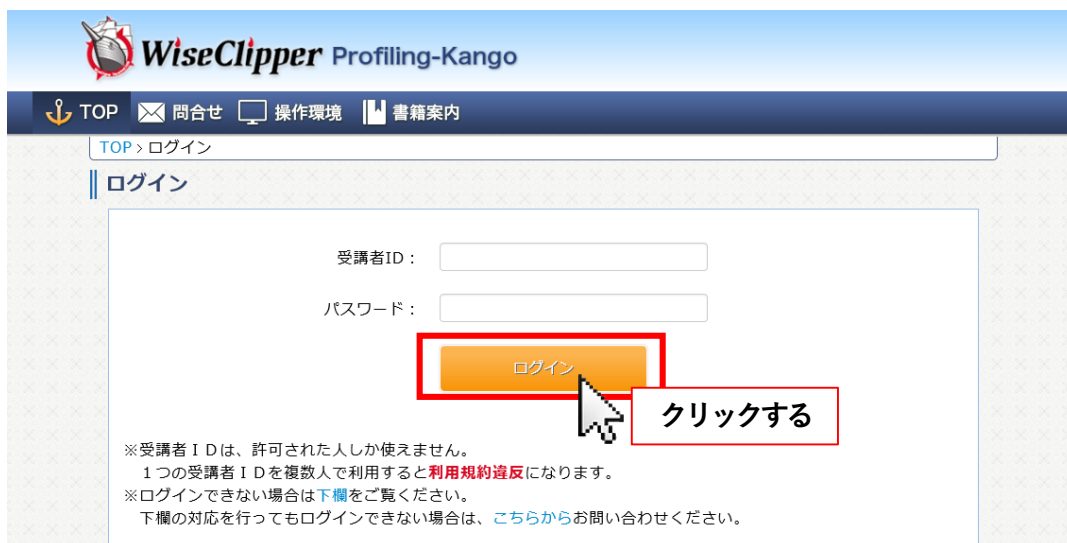 WiseClipper Profiling-Kango
TOP 問合せ 操作環境 書籍案内
TOP › ログイン
ログイン
受講者ID：
パスワード：
ログイン
クリックする
※受講者ＩＤは、許可された人しか使えません。
１つの受講者ＩＤを複数人で利用すると利用規約違反になります。
※ログインできない場合は下欄をご覧ください。
下欄の対応を行ってもログインできない場合は、こちらからお問い合わせください。